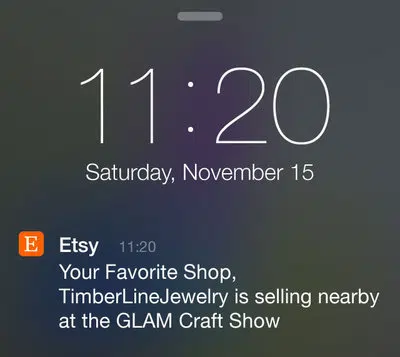 11:20
Saturday, November 15
E Etsy 11:20
Your Favorite Shop,
TimberLineJewelry is selling nearby
at the GLAM Craft Show